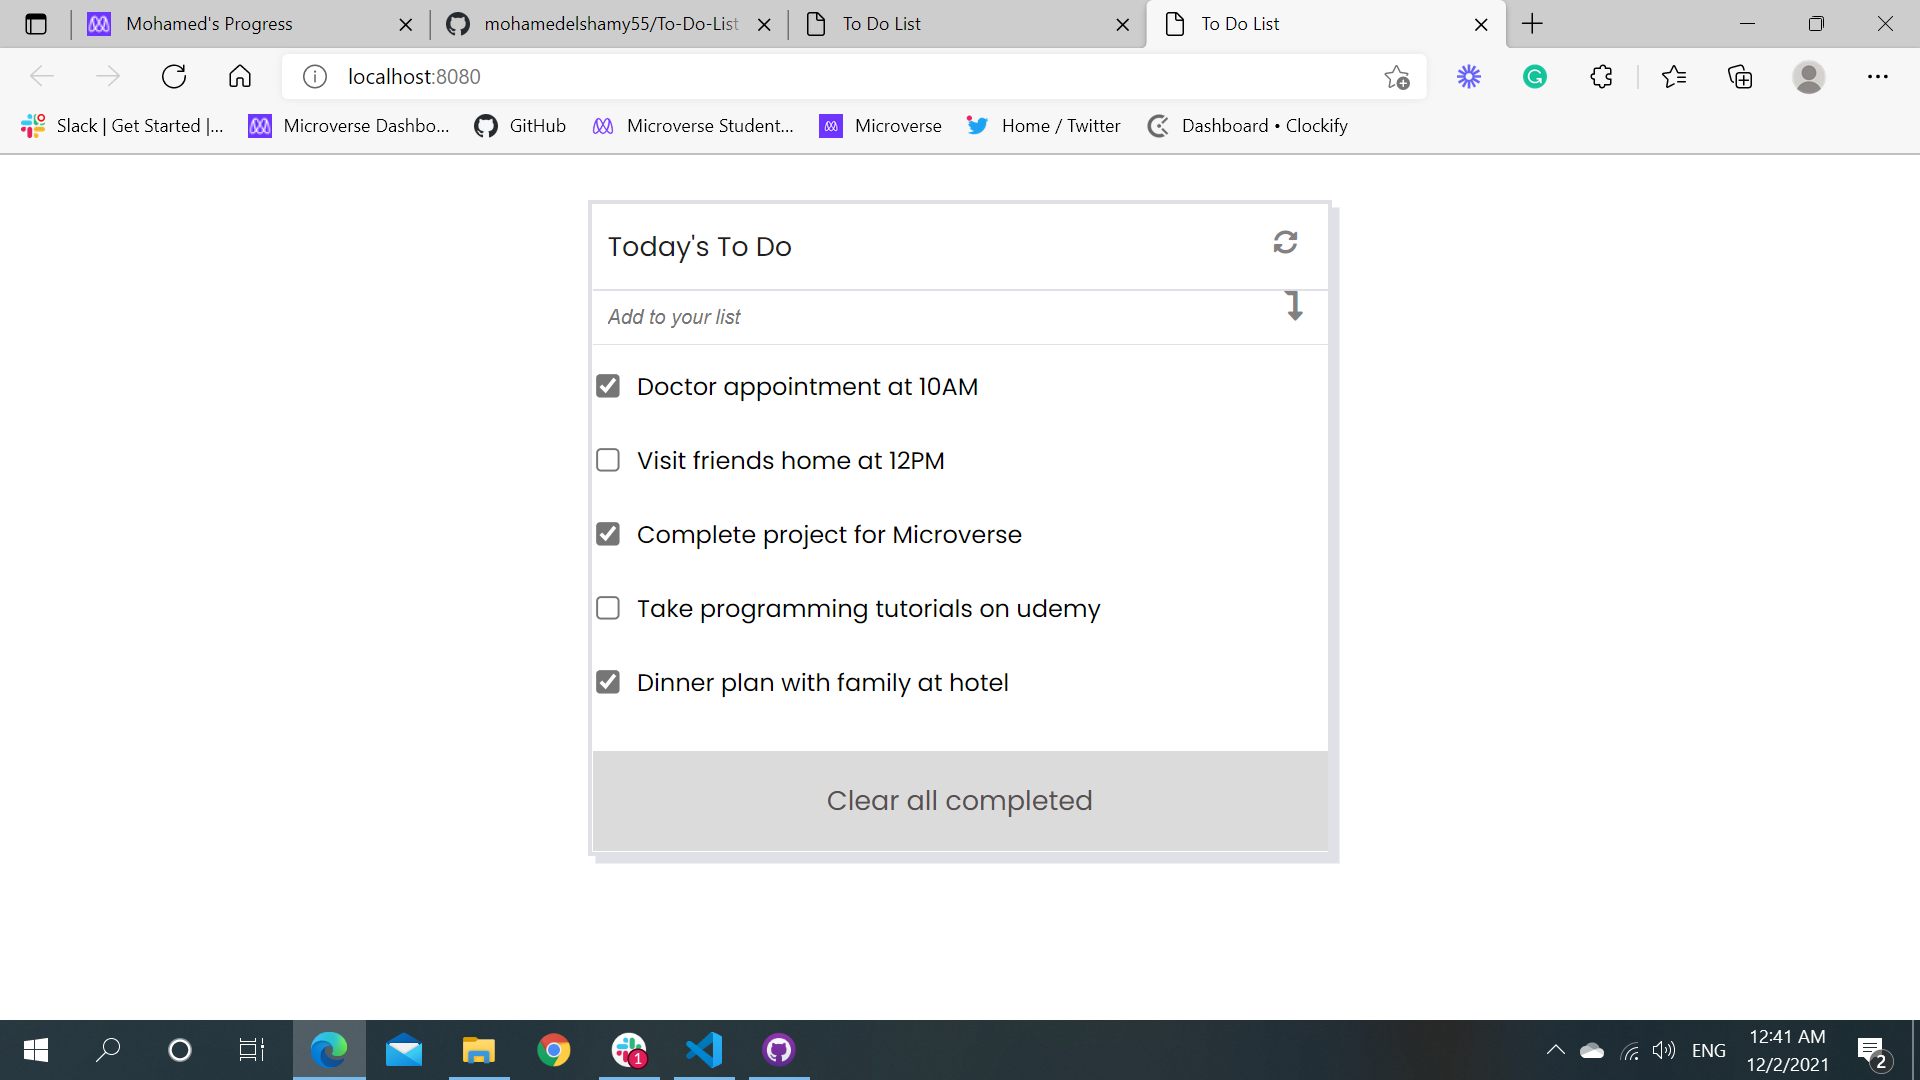 Mohamed's Progress
mohamedelshamy55/To-Do-List
To Do List
To Do List
localhost:8080
Slack | Get Started |...
Microverse Dashbo...
GitHub
Microverse Student...
Microverse
Home / Twitter
Dashboard • Clockify
Today's To Do
Add to your list
Doctor appointment at 10AM
Visit friends home at 12PM
Complete project for Microverse
Take programming tutorials on udemy
Dinner plan with family at hotel
Clear all completed
1
ENG
12:41 AM
12/2/2021
2